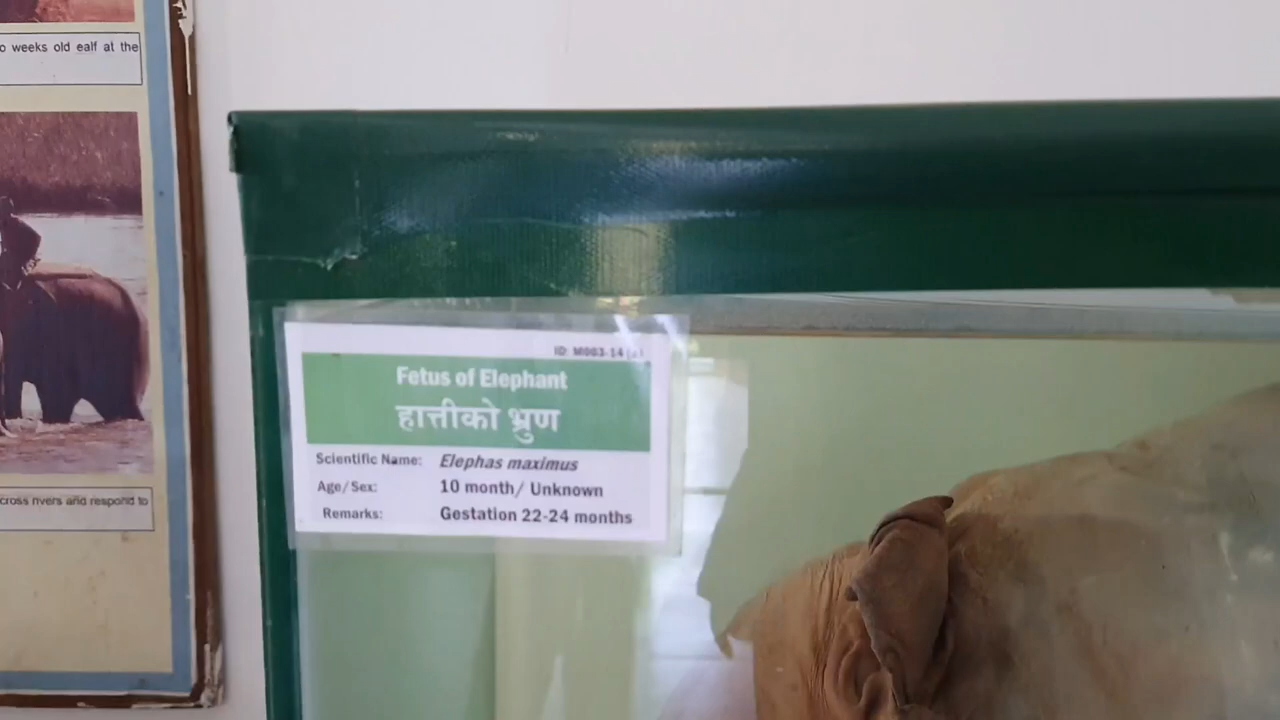 weeks old ealf at the
cross rivers and respond to
ID: M003-14 (a)
Fetus of Elephant
हात्तीको भ्रुण
Scientific Name: Elephas maximus
Age/Sex: 10 month/ Unknown
Remarks: Gestation 22-24 months